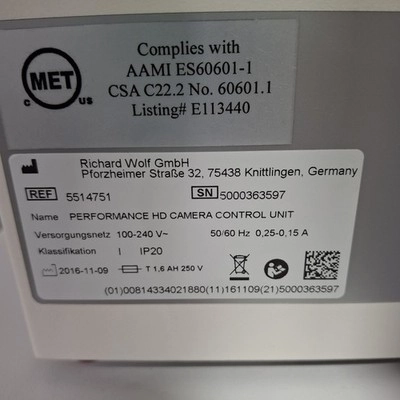 MET
C US
Complies with
AAMI ES60601-1
CSA C22.2 No. 60601.1
Listing# E113440
Richard Wolf GmbH
Pforzheimer Straße 32, 75438 Knittlingen, Germany
REF 5514751 SN 5000363597
Name PERFORMANCE HD CAMERA CONTROL UNIT
Versorgungsnetz 100-240 V~ 50/60 Hz 0,25-0,15 A
Klassifikation I IP20
2016-11-09 T 1,6 AH 250 V
(01)00814334021880(11)161109(21)5000363597